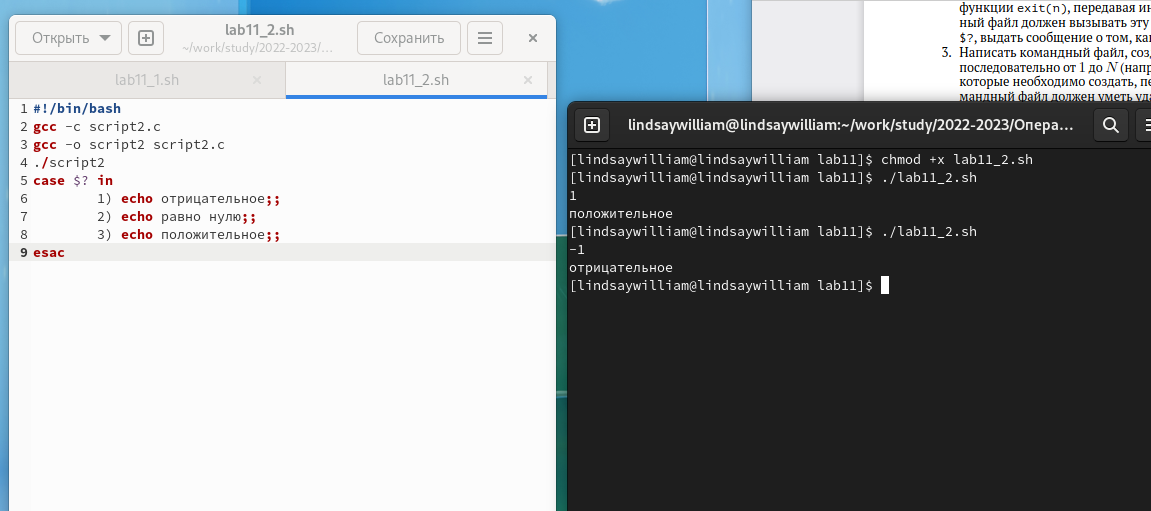 Открыть
lab11_2.sh
~/work/study/2022-2023/…
Сохранить
lab11_1.sh
lab11_2.sh
1 #!/bin/bash
2 gcc -c script2.c
3 gcc -o script2 script2.c
4 ./script2
5 case $? in
6 1) echo отрицательное;;
7 2) echo равно нулю;;
8 3) echo положительное;;
9 esac
функции exit(n), передавая ин
ный файл должен вызывать эту
$?, выдать сообщение о том, ка
3. Написать командный файл, соз
последовательно от 1 до N (напр
которые необходимо создать, пе
мандный файл должен уметь уда
lindsaywilliam@lindsaywilliam:~/work/study/2022-2023/Опера…
[lindsaywilliam@lindsaywilliam lab11]$ chmod +x lab11_2.sh
[lindsaywilliam@lindsaywilliam lab11]$ ./lab11_2.sh
1
положительное
[lindsaywilliam@lindsaywilliam lab11]$ ./lab11_2.sh
-1
отрицательное
[lindsaywilliam@lindsaywilliam lab11]$